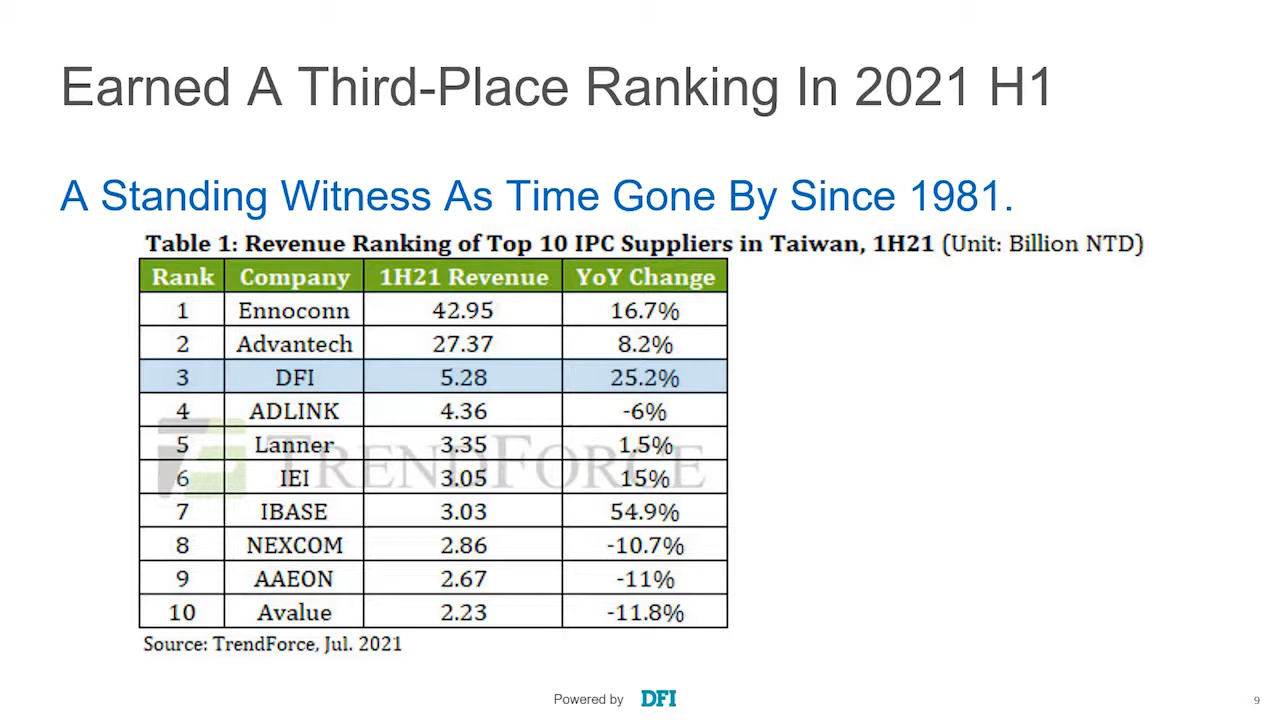 Earned A Third-Place Ranking In 2021 H1
A Standing Witness As Time Gone By Since 1981.
Table 1: Revenue Ranking of Top 10 IPC Suppliers in Taiwan, 1H21 (Unit: Billion NTD)
Rank Company 1H21 Revenue YoY Change
1 Ennoconn 42.95 16.7%
2 Advantech 27.37 8.2%
3 DFI 5.28 25.2%
4 ADLINK 4.36 -6%
5 Lanner 3.35 1.5%
6 IEI 3.05 15%
7 IBASE 3.03 54.9%
8 NEXCOM 2.86 -10.7%
9 AAEON 2.67 -11%
10 Avalue 2.23 -11.8%
TRENDFORCE
Source: TrendForce, Jul. 2021
Powered by DFI
9